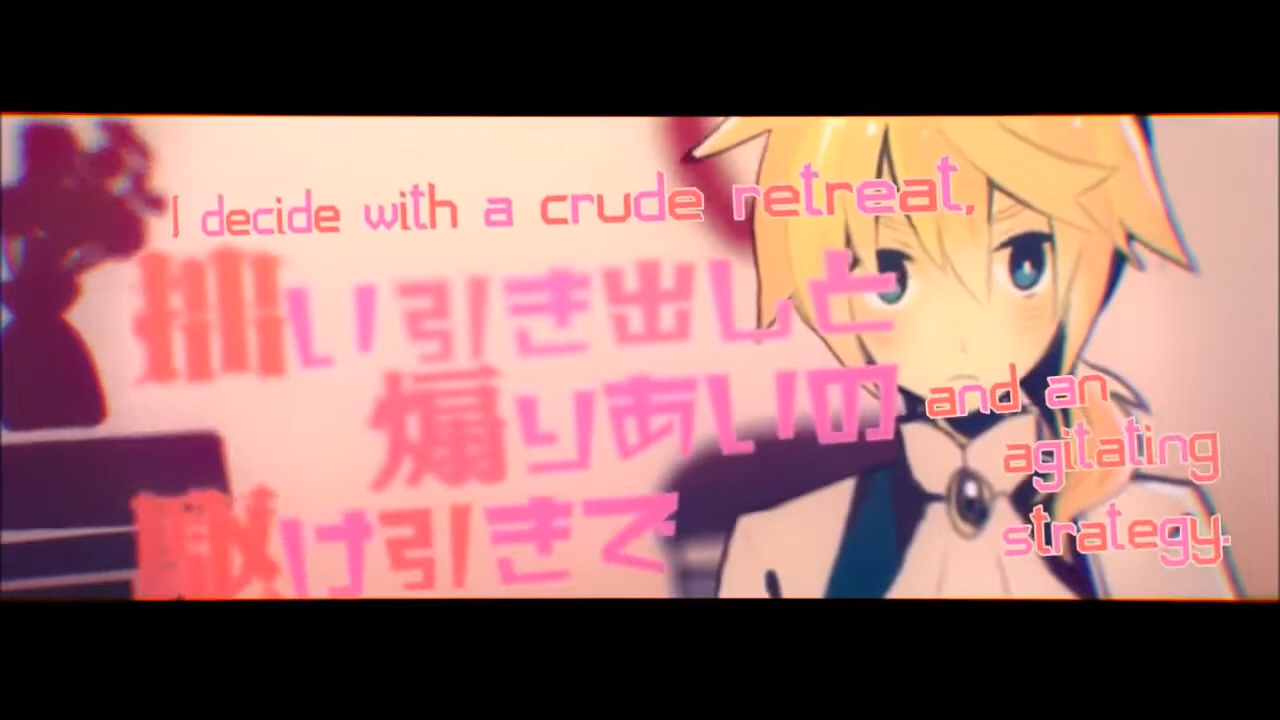 I decide with a crude retreat,
拙い引き出しと
煽りあいの
駆け引きで
and an
agitating
strategy.